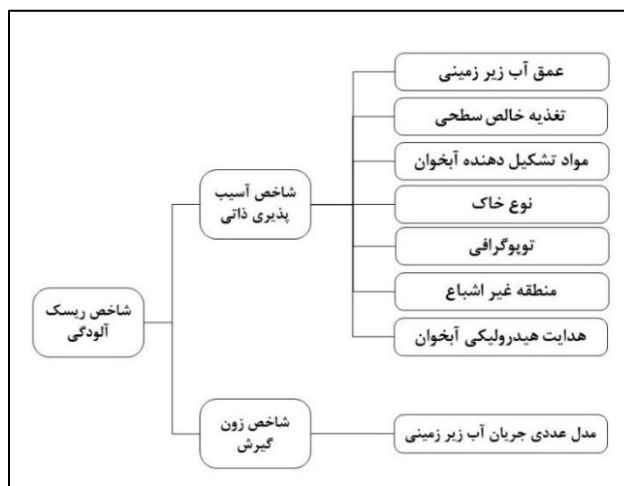 عمق آب زیر زمینی
تغذیه خالص سطحی
مواد تشکیل دهنده آبخوان
شاخص آسیب
پذیری ذاتی
نوع خاک
توپوگرافی
منطقه غیر اشباع
شاخص ریسک
آلودگی
هدایت هیدرولیکی آبخوان
شاخص زون
گیرش
مدل عددی جریان آب زیر زمینی